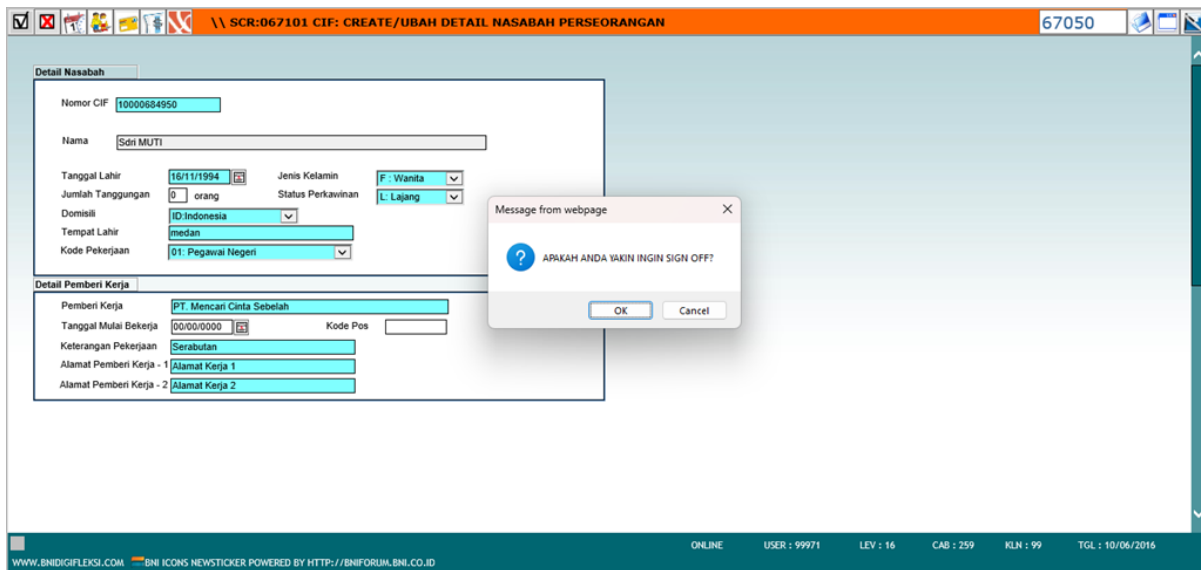 \\ SCR:067101 CIF: CREATE/UBAH DETAIL NASABAH PERSEORANGAN 67050
Detail Nasabah
Nomor CIF 10000684950
Nama Sdri MUTI
Tanggal Lahir 16/11/1994 Jenis Kelamin F : Wanita
Jumlah Tanggungan 0 orang Status Perkawinan L: Lajang
Domisili ID:Indonesia
Tempat Lahir medan
Kode Pekerjaan 01: Pegawai Negeri
Message from webpage
APAKAH ANDA YAKIN INGIN SIGN OFF?
OK Cancel
Detail Pemberi Kerja
Pemberi Kerja PT. Mencari Cinta Sebelah
Tanggal Mulai Bekerja 00/00/0000 Kode Pos
Keterangan Pekerjaan Serabutan
Alamat Pemberi Kerja - 1 Alamat Kerja 1
Alamat Pemberi Kerja - 2 Alamat Kerja 2
ONLINE USER : 99971 LEV : 16 CAB : 259 KLN : 99 TGL : 10/06/2016
WWW.BNIDIGIFLEKSI.COM BNI ICONS NEWSTICKER POWERED BY HTTP://BNIFORUM.BNI.CO.ID